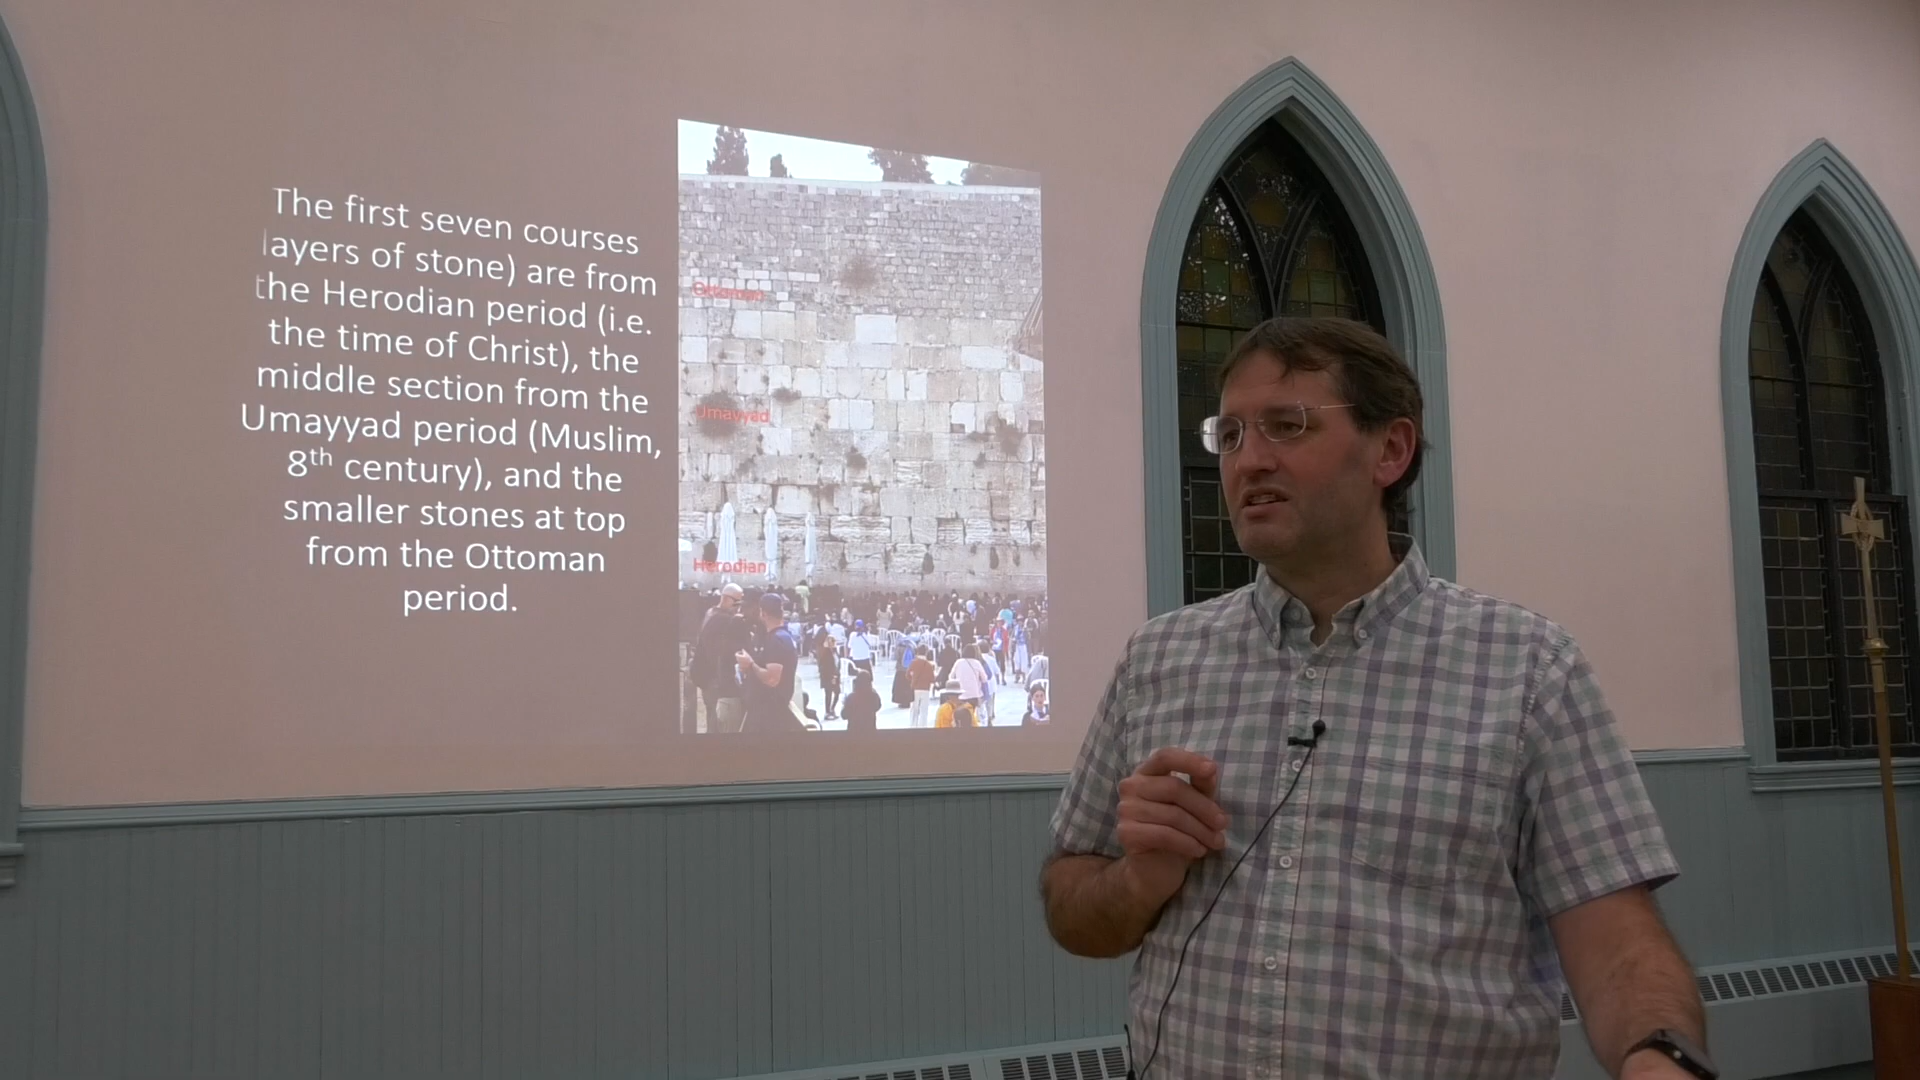 The first seven courses
layers of stone) are from
the Herodian period (i.e.
the time of Christ), the
middle section from the
Umayyad period (Muslim,
8th century), and the
smaller stones at top
from the Ottoman
period.
Ottoman
Umayyad
Herodian